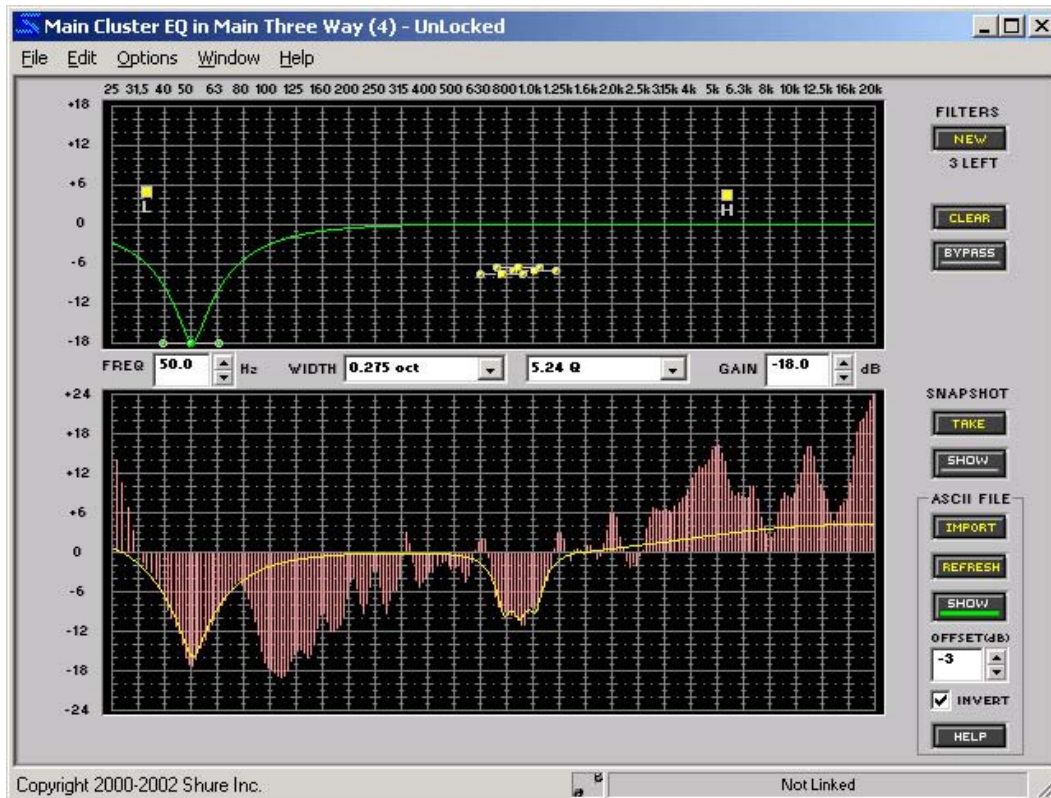 Main Cluster EQ in Main Three Way (4) - UnLocked
File Edit Options Window Help
25 31.5 40 50 63 80 100 125 160 200 250 315 400 500 630 800 1.0k 1.25k 1.6k 2.0k 2.5k 3.15k 4k 5k 6.3k 8k 10k 12.5k 16k 20k
+18
+12
+6
0
-6
-12
-18
L
H
FILTERS
NEW
3 LEFT
CLEAR
BYPASS
FREQ 50.0 Hz WIDTH 0.275 oct 5.24 Q GAIN -18.0 dB
+24
+18
+12
+6
0
-6
-12
-18
-24
SNAPSHOT
TAKE
SHOW
ASCII FILE
IMPORT
REFRESH
SHOW
OFFSET(dB)
-3
INVERT
HELP
Copyright 2000-2002 Shure Inc.
Not Linked